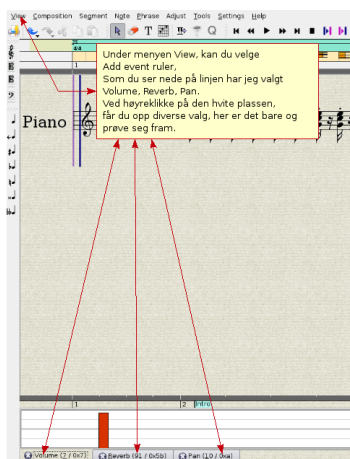 View Composition Segment Note Phrase Adjust Tools Settings Help
T
Q
4/4
1
Under menyen View, kan du velge
Add event ruler,
Som du ser nede på linjen har jeg valgt
Volume, Reverb, Pan.
Ved høyreklikke på den hvite plassen,
får du opp diverse valg, her er det bare og
prøve seg fram.
Piano
1 2 Intro
Volume (7 / 0x7) Reverb (91 / 0x5b) Pan (10 / 0xa)